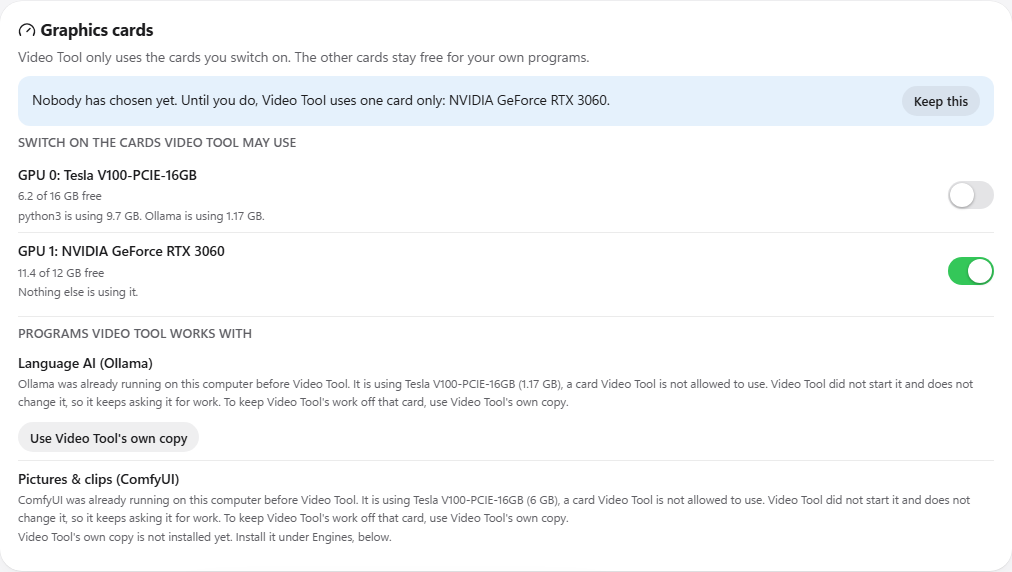 Graphics cards
Video Tool only uses the cards you switch on. The other cards stay free for your own programs.
Nobody has chosen yet. Until you do, Video Tool uses one card only: NVIDIA GeForce RTX 3060.
Keep this
SWITCH ON THE CARDS VIDEO TOOL MAY USE
GPU 0: Tesla V100-PCIE-16GB
6.2 of 16 GB free
python3 is using 9.7 GB. Ollama is using 1.17 GB.
GPU 1: NVIDIA GeForce RTX 3060
11.4 of 12 GB free
Nothing else is using it.
PROGRAMS VIDEO TOOL WORKS WITH
Language AI (Ollama)
Ollama was already running on this computer before Video Tool. It is using Tesla V100-PCIE-16GB (1.17 GB), a card Video Tool is not allowed to use. Video Tool did not start it and does not
change it, so it keeps asking it for work. To keep Video Tool's work off that card, use Video Tool's own copy.
Use Video Tool's own copy
Pictures & clips (ComfyUI)
ComfyUI was already running on this computer before Video Tool. It is using Tesla V100-PCIE-16GB (6 GB), a card Video Tool is not allowed to use. Video Tool did not start it and does not
change it, so it keeps asking it for work. To keep Video Tool's work off that card, use Video Tool's own copy.
Video Tool's own copy is not installed yet. Install it under Engines, below.